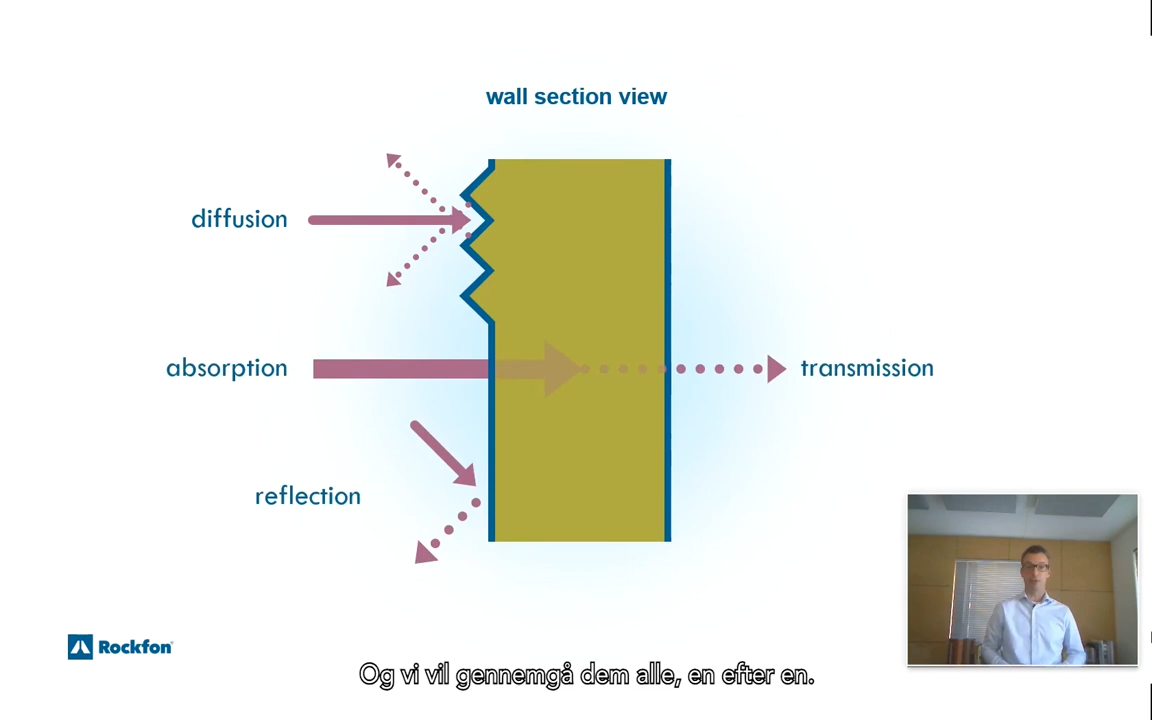 wall section view
diffusion
absorption
transmission
reflection
Rockfon
Og vi vil gennemgå dem alle, en efter en.